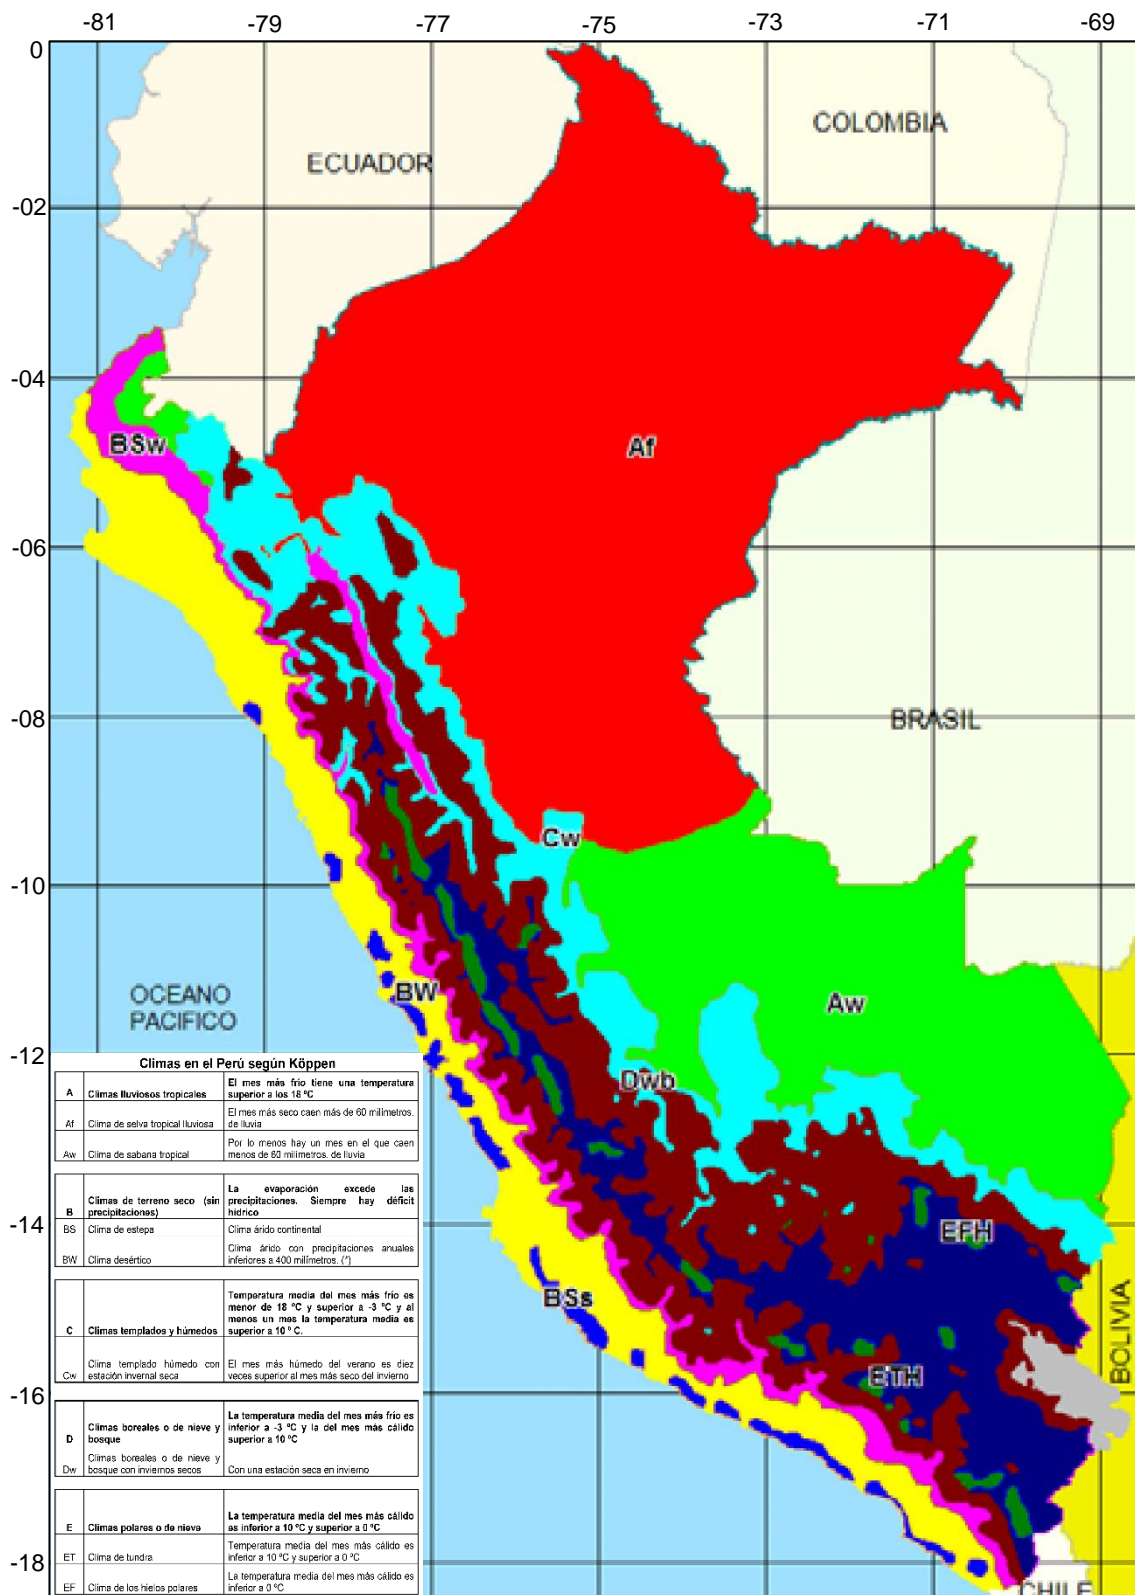 -81 -79 -77 -75 -73 -71 -69
0
COLOMBIA
ECUADOR
-02
-04
BSw
Af
-06
-08
BRASIL
Cw
-10
OCEANO
PACIFICO
BW
Aw
-12
Dwb
-14
EFH
BSs
BOLIVIA
ETH
-16
-18
CHILE
Climas en el Perú según Köppen
A Climas lluviosos tropicales El mes más frío tiene una temperatura
superior a los 18 ºC
Af Clima de selva tropical lluviosa El mes más seco caen más de 60 milímetros.
de lluvia
Aw Clima de sabana tropical Por lo menos hay un mes en el que caen
menos de 60 milímetros. de lluvia
B Climas de terreno seco (sin
precipitaciones) La evaporación excede las
precipitaciones. Siempre hay déficit
hídrico
BS Clima de estepa Clima árido continental
BW Clima desértico Clima árido con precipitaciones anuales
inferiores a 400 milímetros. (*)
C Climas templados y húmedos Temperatura media del mes más frío es
menor de 18 ºC y superior a -3 ºC y al
menos un mes la temperatura media es
superior a 10 º C.
Cw Clima templado húmedo con
estación invernal seca El mes más húmedo del verano es diez
veces superior al mes más seco del invierno
D Climas boreales o de nieve y
bosque La temperatura media del mes más frío es
inferior a -3 ºC y la del mes más cálido
superior a 10 ºC
Dw Climas boreales o de nieve y
bosque con inviernos secos Con una estación seca en invierno
E Climas polares o de nieve La temperatura media del mes más cálido
es inferior a 10 ºC y superior a 0 ºC
ET Clima de tundra Temperatura media del mes más cálido es
inferior a 10 ºC y superior a 0 ºC
EF Clima de los hielos polares La temperatura media del mes más cálido es
inferior a 0 ºC